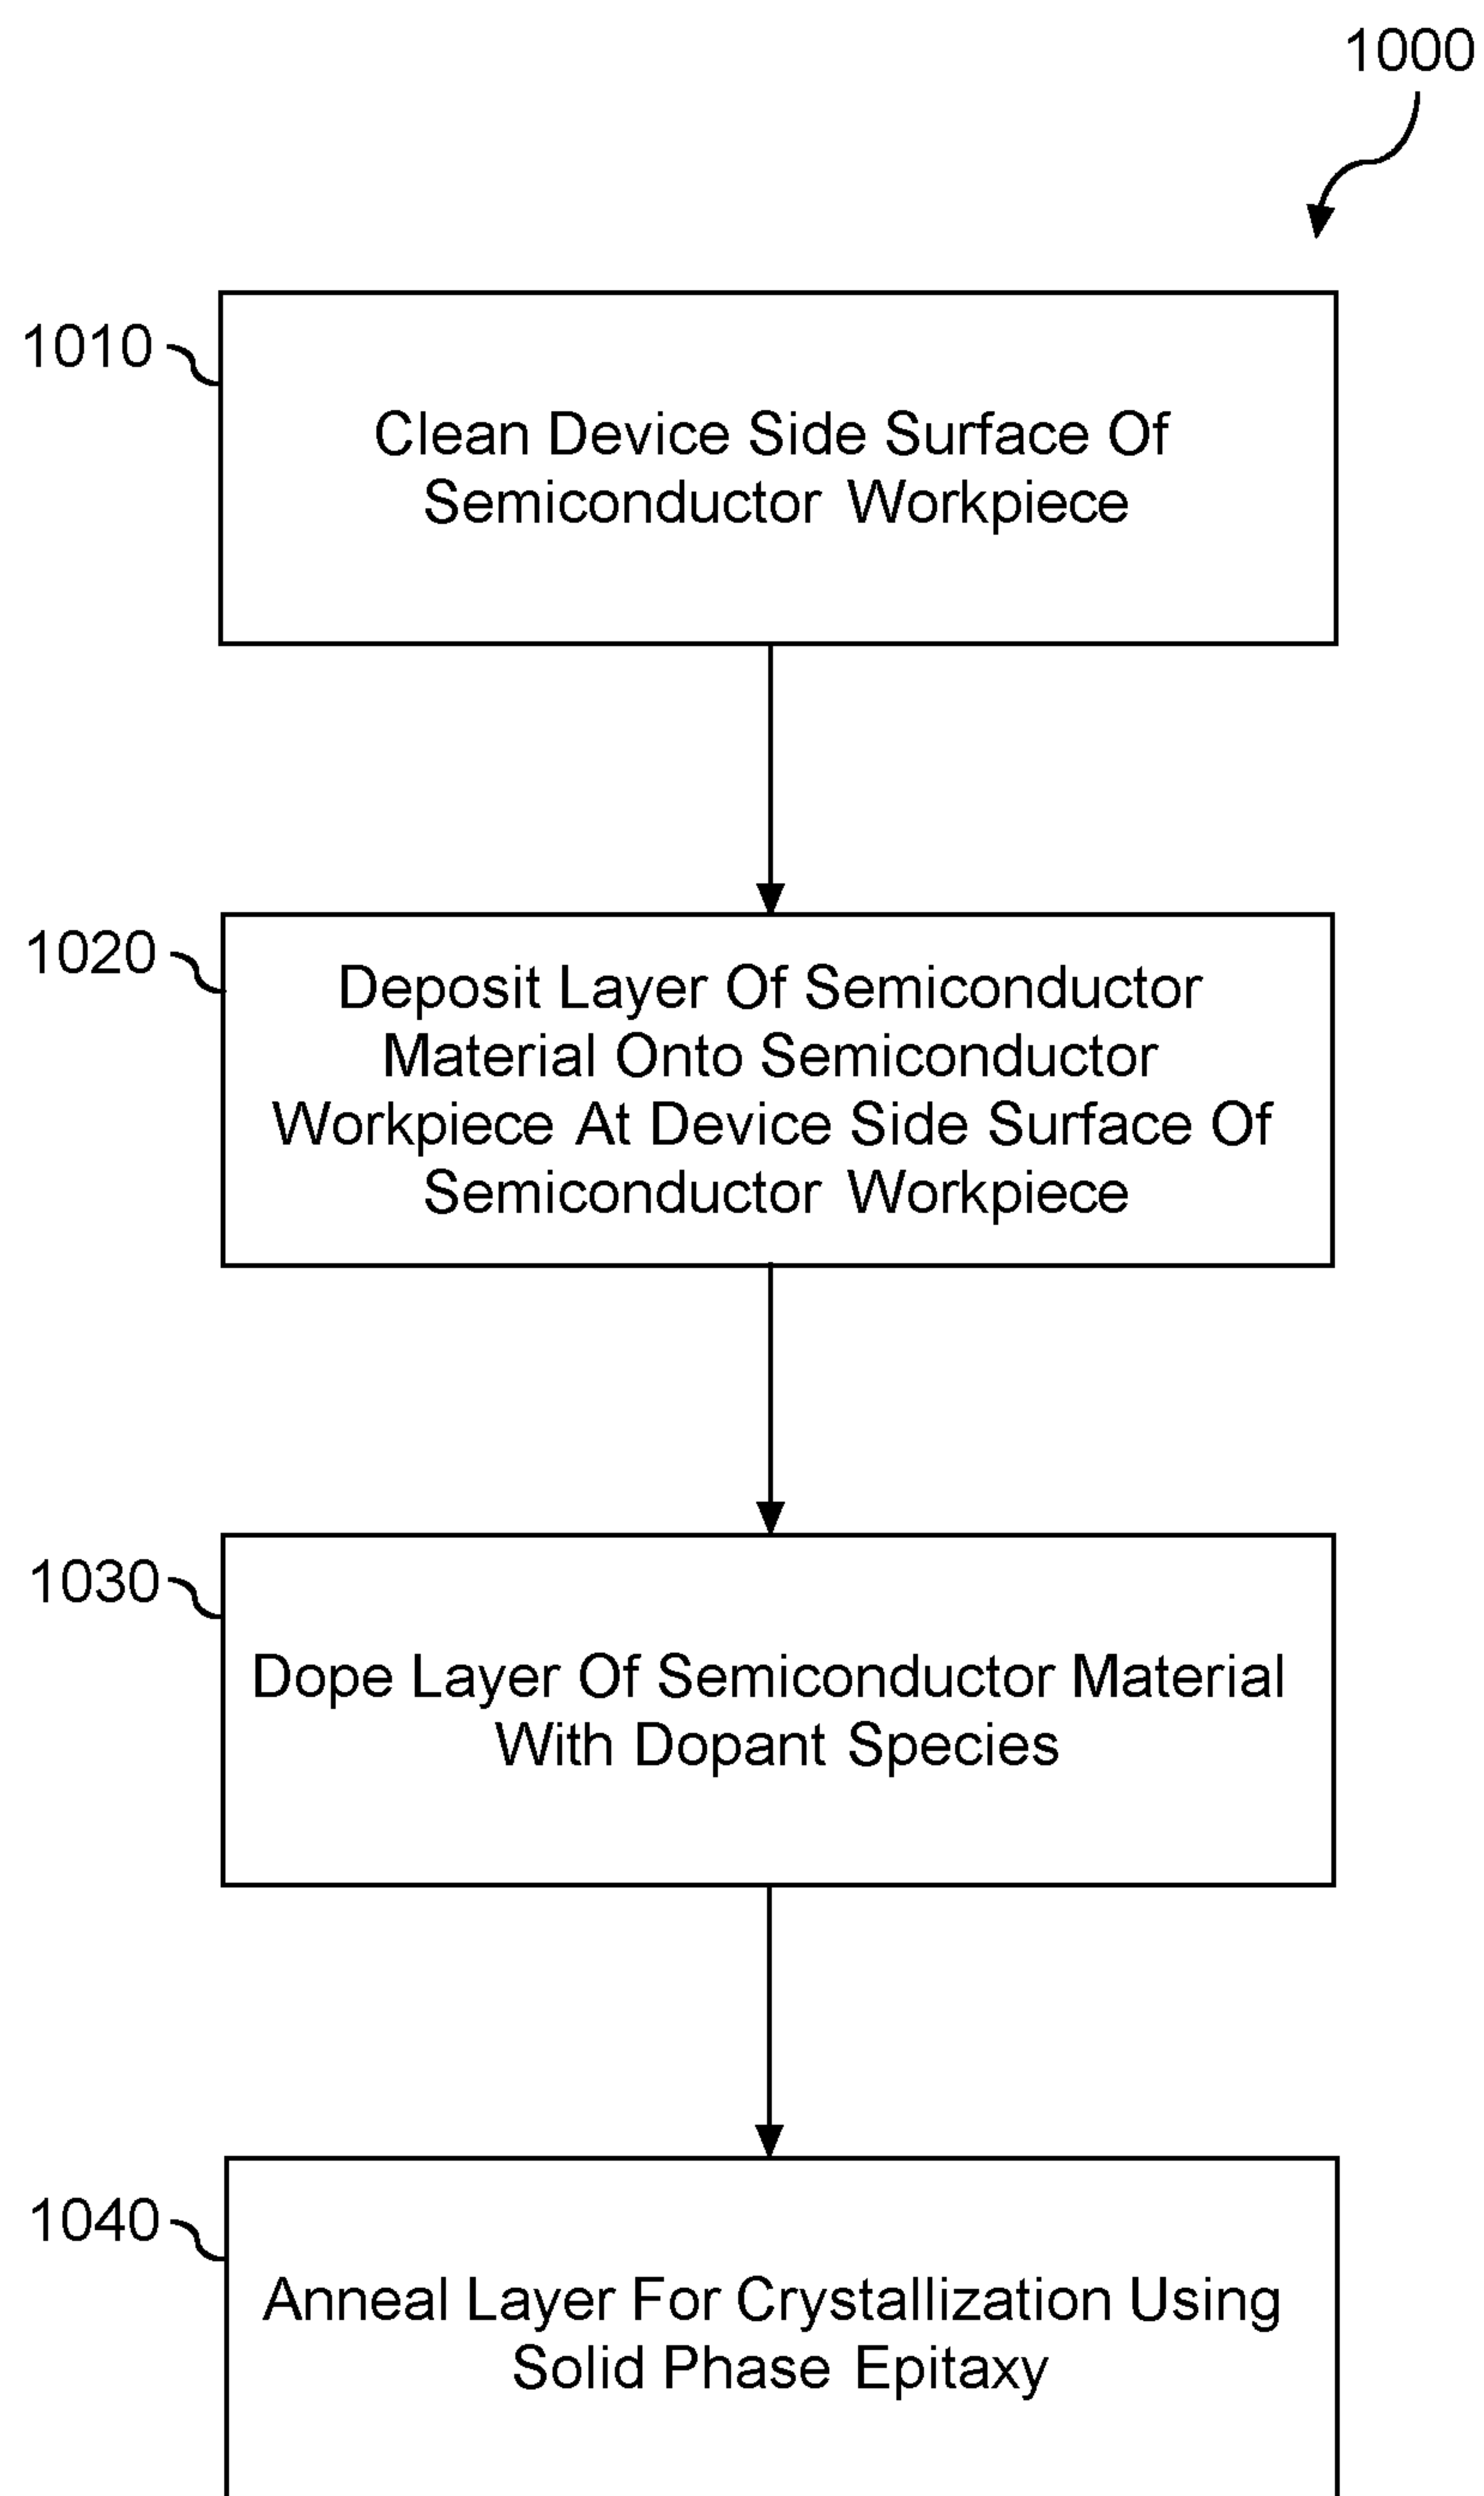 1000
1010
Clean Device Side Surface Of
Semiconductor Workpiece
1020
Deposit Layer Of Semiconductor
Material Onto Semiconductor
Workpiece At Device Side Surface Of
Semiconductor Workpiece
1030
Dope Layer Of Semiconductor Material
With Dopant Species
1040
Anneal Layer For Crystallization Using
Solid Phase Epitaxy